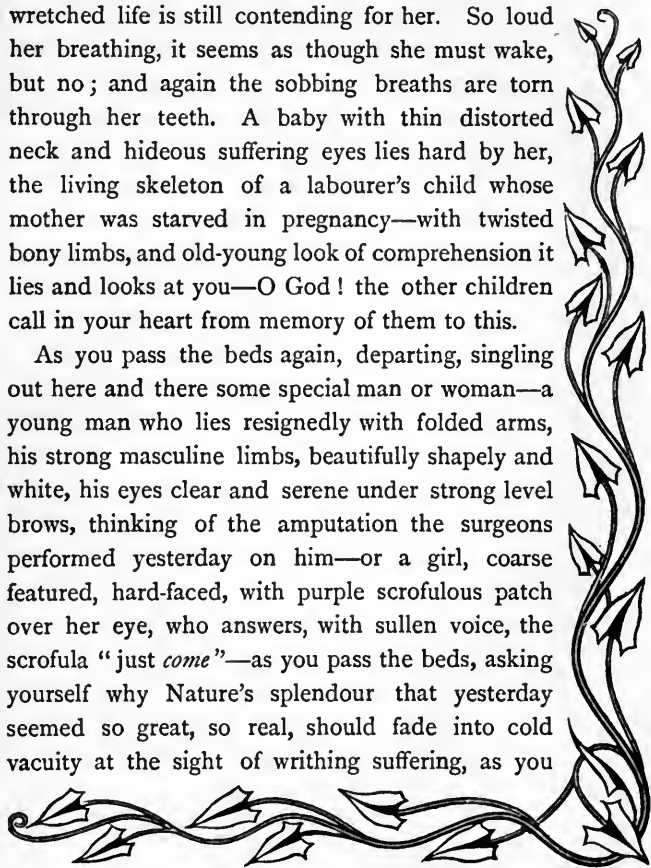 wretched life is still contending for her. So loud
her breathing, it seems as though she must wake,
but no; and again the sobbing breaths are torn
through her teeth. A baby with thin distorted
neck and hideous suffering eyes lies hard by her,
the living skeleton of a labourer's child whose
mother was starved in pregnancy—with twisted
bony limbs, and old-young look of comprehension it
lies and looks at you—O God! the other children
call in your heart from memory of them to this.
As you pass the beds again, departing, singling
out here and there some special man or woman—a
young man who lies resignedly with folded arms,
his strong masculine limbs, beautifully shapely and
white, his eyes clear and serene under strong level
brows, thinking of the amputation the surgeons
performed yesterday on him—or a girl, coarse
featured, hard-faced, with purple scrofulous patch
over her eye, who answers, with sullen voice, the
scrofula "just come"—as you pass the beds, asking
yourself why Nature's splendour that yesterday
seemed so great, so real, should fade into cold
vacuity at the sight of writhing suffering, as you